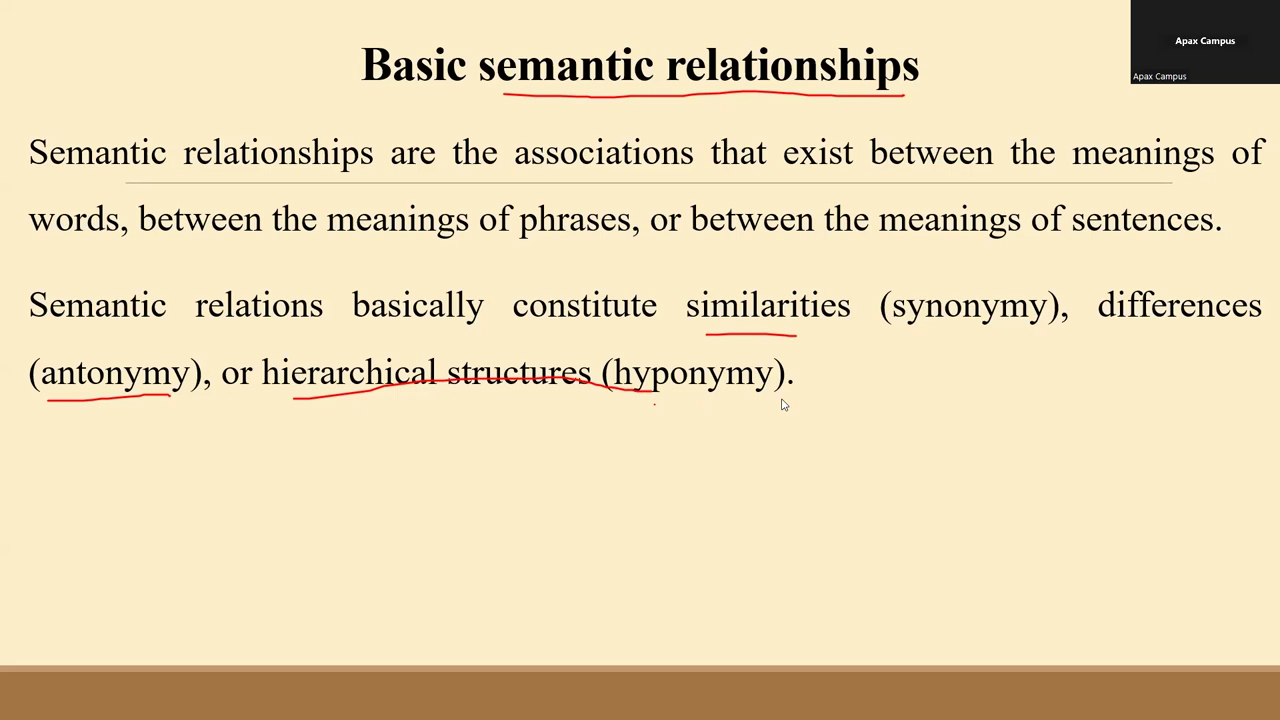 Basic semantic relationships
Apax Campus
Apax Campus
Semantic relationships are the associations that exist between the meanings of
words, between the meanings of phrases, or between the meanings of sentences.
Semantic relations basically constitute similarities (synonymy), differences
(antonymy), or hierarchical structures (hyponymy).